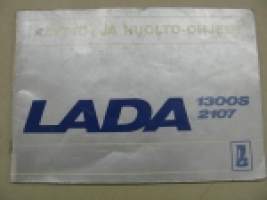 KÄYTTÖ- JA HUOLTO-OHJEET
LADA 1300S
2107